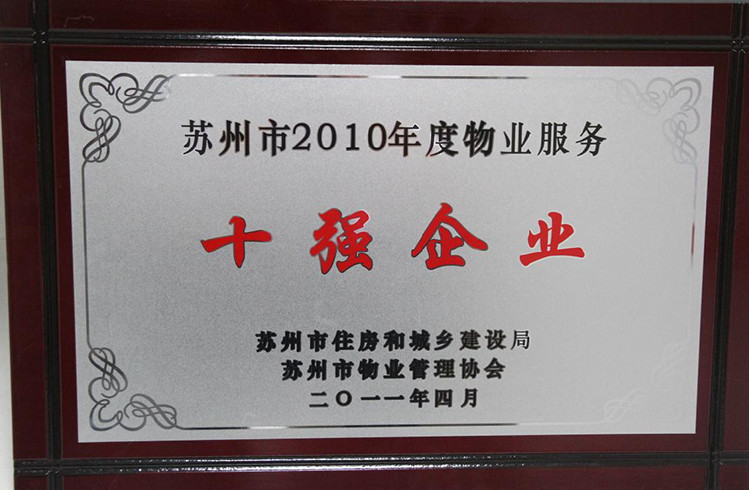 苏州市2010年度物业服务
十强企业
苏州市住房和城乡建设局
苏州市物业管理协会
二〇一一年四月